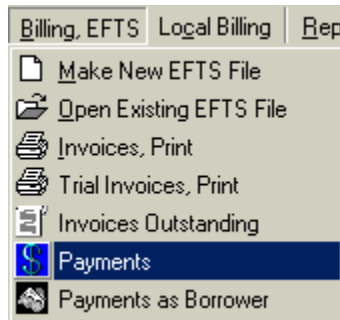 Billing, EFTS Local Billing Rep
Make New EFTS File
Open Existing EFTS File
Invoices, Print
Trial Invoices, Print
Invoices Outstanding
Payments
Payments as Borrower